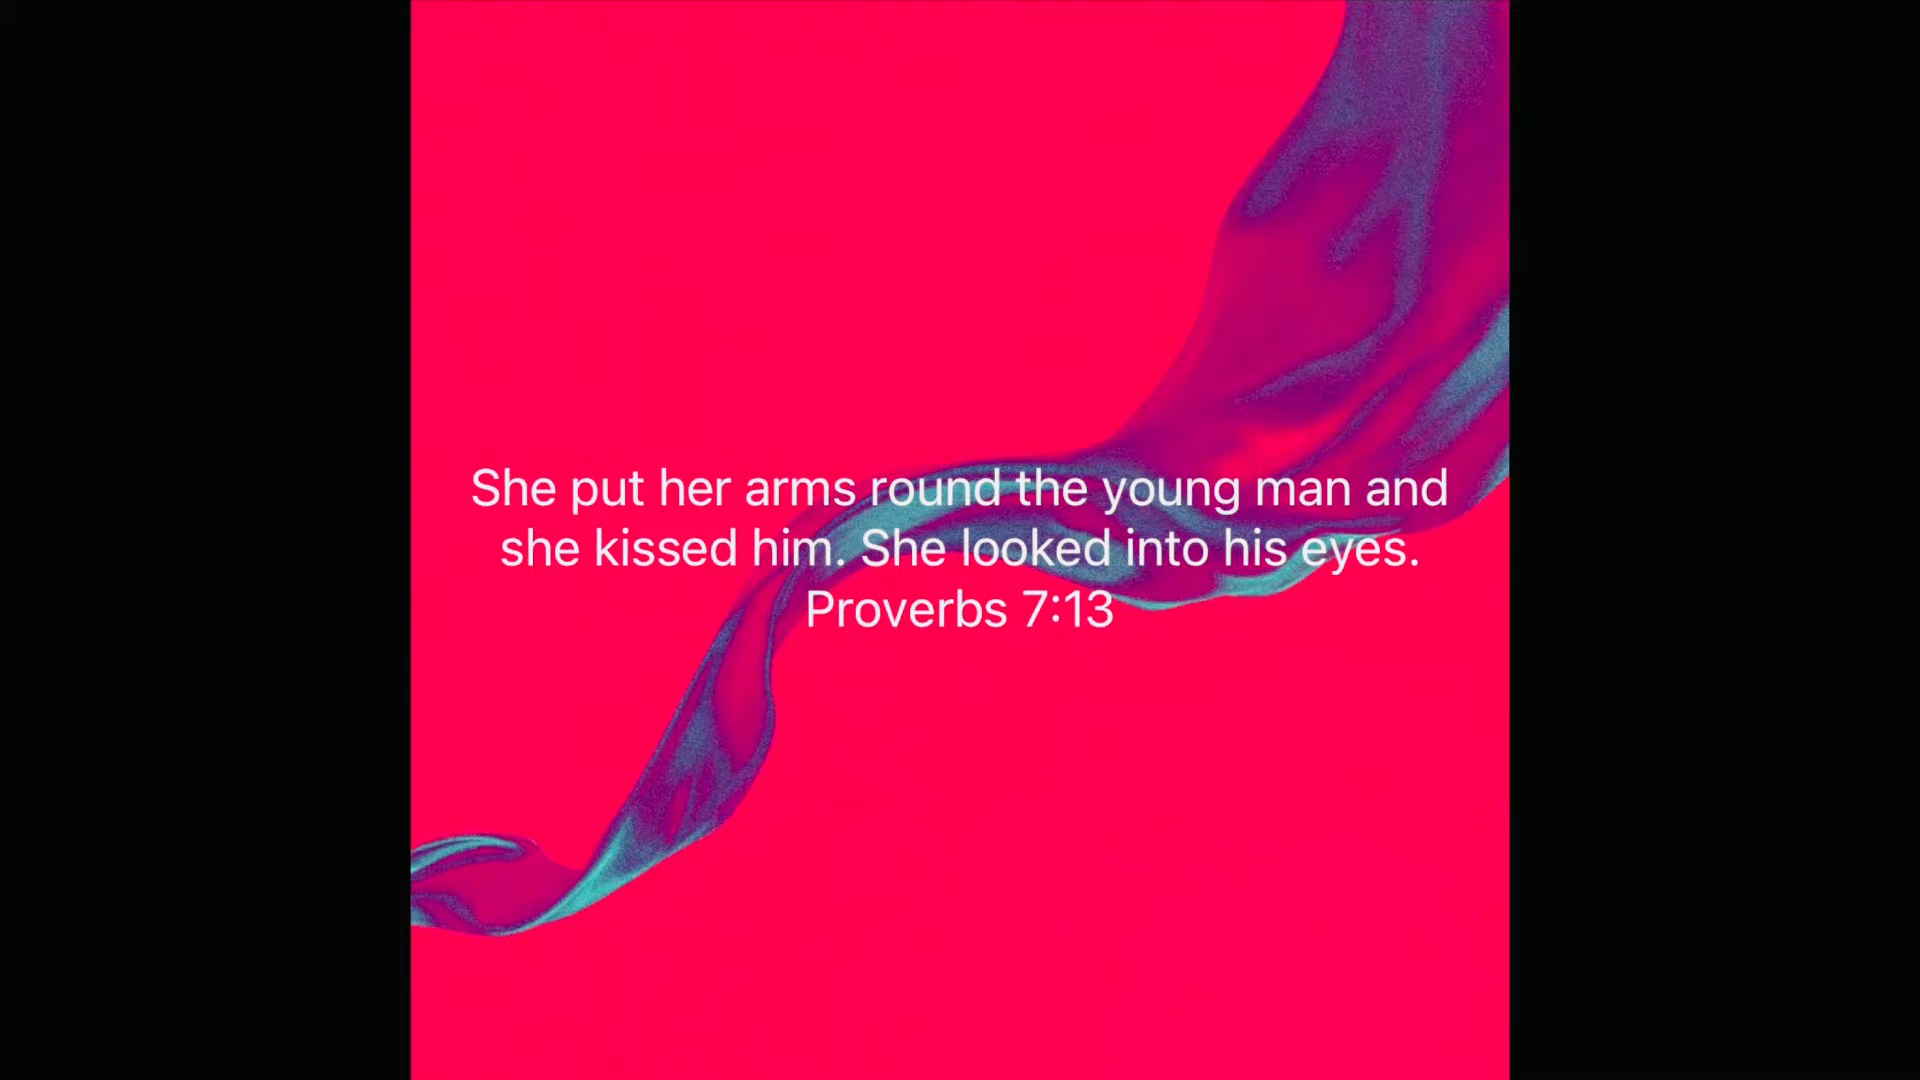 She put her arms round the young man and
she kissed him. She looked into his eyes.
Proverbs 7:13